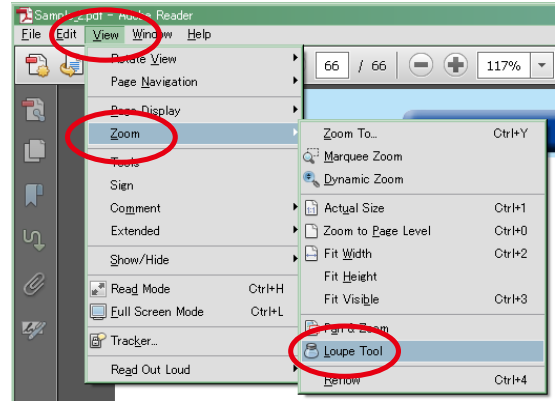 Sample_2.pdf - Adobe Reader
File Edit View Window Help
66 / 66 117%
Rotate View
Page Navigation
Page Display
Zoom
Tools
Sign
Comment
Extended
Show/Hide
Read Mode Ctrl+H
Full Screen Mode Ctrl+L
Tracker...
Read Out Loud
Zoom To... Ctrl+Y
Marquee Zoom
Dynamic Zoom
Actual Size Ctrl+1
Zoom to Page Level Ctrl+0
Fit Width Ctrl+2
Fit Height
Fit Visible Ctrl+3
Pan & Zoom
Loupe Tool
Reflow Ctrl+4